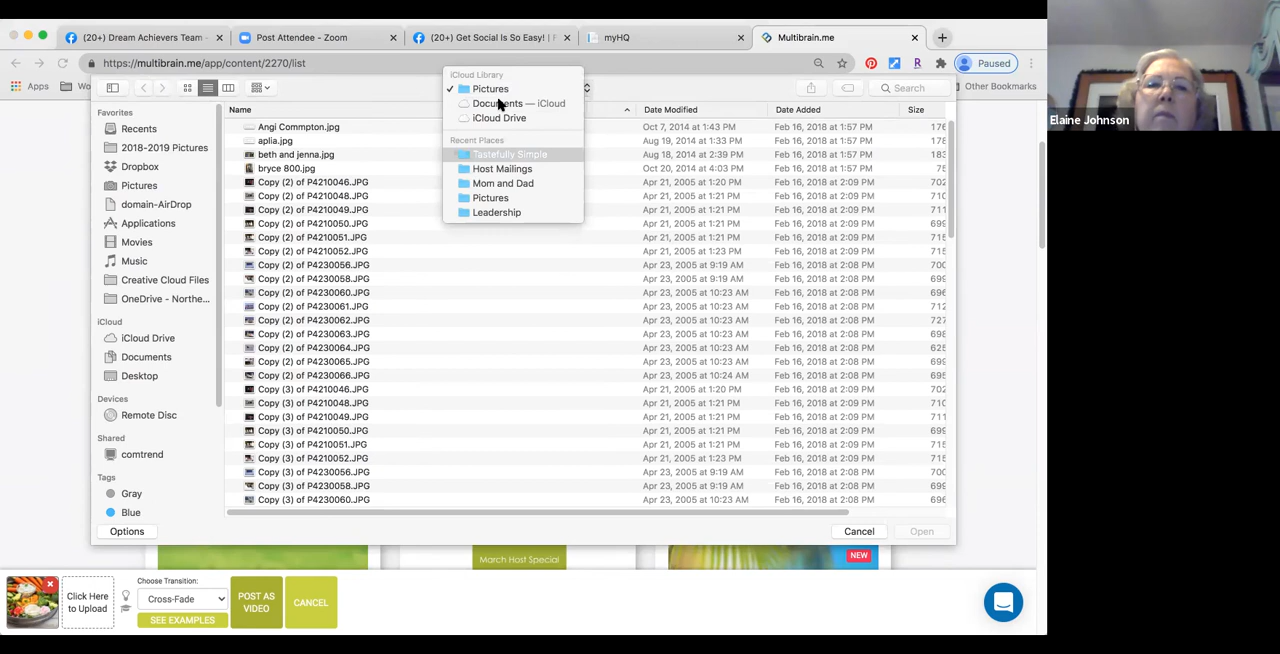 (20+) Dream Achievers Team
Post Attendee - Zoom
(20+) Get Social Is So Easy! | F
myHQ
Multibrain.me
https://multibrain.me/app/content/2270/list
Paused
Apps
Wo
Other Bookmarks
Elaine Johnson
iCloud Library
Pictures
Documents — iCloud
iCloud Drive
Recent Places
Tastefully Simple
Host Mailings
Mom and Dad
Pictures
Leadership
Search
Favorites
Recents
2018-2019 Pictures
Dropbox
Pictures
domain-AirDrop
Applications
Movies
Music
Creative Cloud Files
OneDrive - Northe...
iCloud
iCloud Drive
Documents
Desktop
Devices
Remote Disc
Shared
comtrend
Tags
Gray
Blue
Name Date Modified Date Added Size
Angi Commpton.jpg Oct 7, 2014 at 1:43 PM Feb 16, 2018 at 1:57 PM 176
aplia.jpg Aug 19, 2014 at 1:33 PM Feb 16, 2018 at 1:57 PM 178
beth and jenna.jpg Aug 18, 2014 at 2:39 PM Feb 16, 2018 at 1:57 PM 183
bryce 800.jpg Oct 20, 2014 at 4:03 PM Feb 16, 2018 at 1:57 PM 75
Copy (2) of P4210046.JPG Apr 21, 2005 at 1:20 PM Feb 16, 2018 at 2:09 PM 702
Copy (2) of P4210048.JPG Apr 21, 2005 at 1:21 PM Feb 16, 2018 at 2:09 PM 710
Copy (2) of P4210049.JPG Apr 21, 2005 at 1:21 PM Feb 16, 2018 at 2:09 PM 711
Copy (2) of P4210050.JPG Apr 21, 2005 at 1:21 PM Feb 16, 2018 at 2:09 PM 699
Copy (2) of P4210051.JPG Apr 21, 2005 at 1:21 PM Feb 16, 2018 at 2:09 PM 715
Copy (2) of P4210052.JPG Apr 21, 2005 at 1:23 PM Feb 16, 2018 at 2:09 PM 715
Copy (2) of P4230056.JPG Apr 23, 2005 at 9:19 AM Feb 16, 2018 at 2:08 PM 700
Copy (2) of P4230058.JPG Apr 23, 2005 at 9:19 AM Feb 16, 2018 at 2:08 PM 699
Copy (2) of P4230060.JPG Apr 23, 2005 at 10:23 AM Feb 16, 2018 at 2:08 PM 696
Copy (2) of P4230061.JPG Apr 23, 2005 at 10:23 AM Feb 16, 2018 at 2:08 PM 712
Copy (2) of P4230062.JPG Apr 23, 2005 at 10:23 AM Feb 16, 2018 at 2:08 PM 727
Copy (2) of P4230063.JPG Apr 23, 2005 at 10:23 AM Feb 16, 2018 at 2:08 PM 698
Copy (2) of P4230064.JPG Apr 23, 2005 at 10:23 AM Feb 16, 2018 at 2:08 PM 625
Copy (2) of P4230065.JPG Apr 23, 2005 at 10:23 AM Feb 16, 2018 at 2:08 PM 699
Copy (2) of P4230066.JPG Apr 23, 2005 at 10:24 AM Feb 16, 2018 at 2:08 PM 695
Copy (3) of P4210046.JPG Apr 21, 2005 at 1:20 PM Feb 16, 2018 at 2:09 PM 702
Copy (3) of P4210048.JPG Apr 21, 2005 at 1:21 PM Feb 16, 2018 at 2:09 PM 710
Copy (3) of P4210049.JPG Apr 21, 2005 at 1:21 PM Feb 16, 2018 at 2:09 PM 711
Copy (3) of P4210050.JPG Apr 21, 2005 at 1:21 PM Feb 16, 2018 at 2:09 PM 699
Copy (3) of P4210051.JPG Apr 21, 2005 at 1:21 PM Feb 16, 2018 at 2:09 PM 715
Copy (3) of P4210052.JPG Apr 21, 2005 at 1:23 PM Feb 16, 2018 at 2:09 PM 715
Copy (3) of P4230056.JPG Apr 23, 2005 at 9:19 AM Feb 16, 2018 at 2:08 PM 700
Copy (3) of P4230058.JPG Apr 23, 2005 at 9:19 AM Feb 16, 2018 at 2:08 PM 699
Copy (3) of P4230060.JPG Apr 23, 2005 at 10:23 AM Feb 16, 2018 at 2:08 PM 696
Options
Cancel
Open
March Host Special
NEW
Click Here
to Upload
Choose Transition:
Cross-Fade
SEE EXAMPLES
POST AS
VIDEO
CANCEL